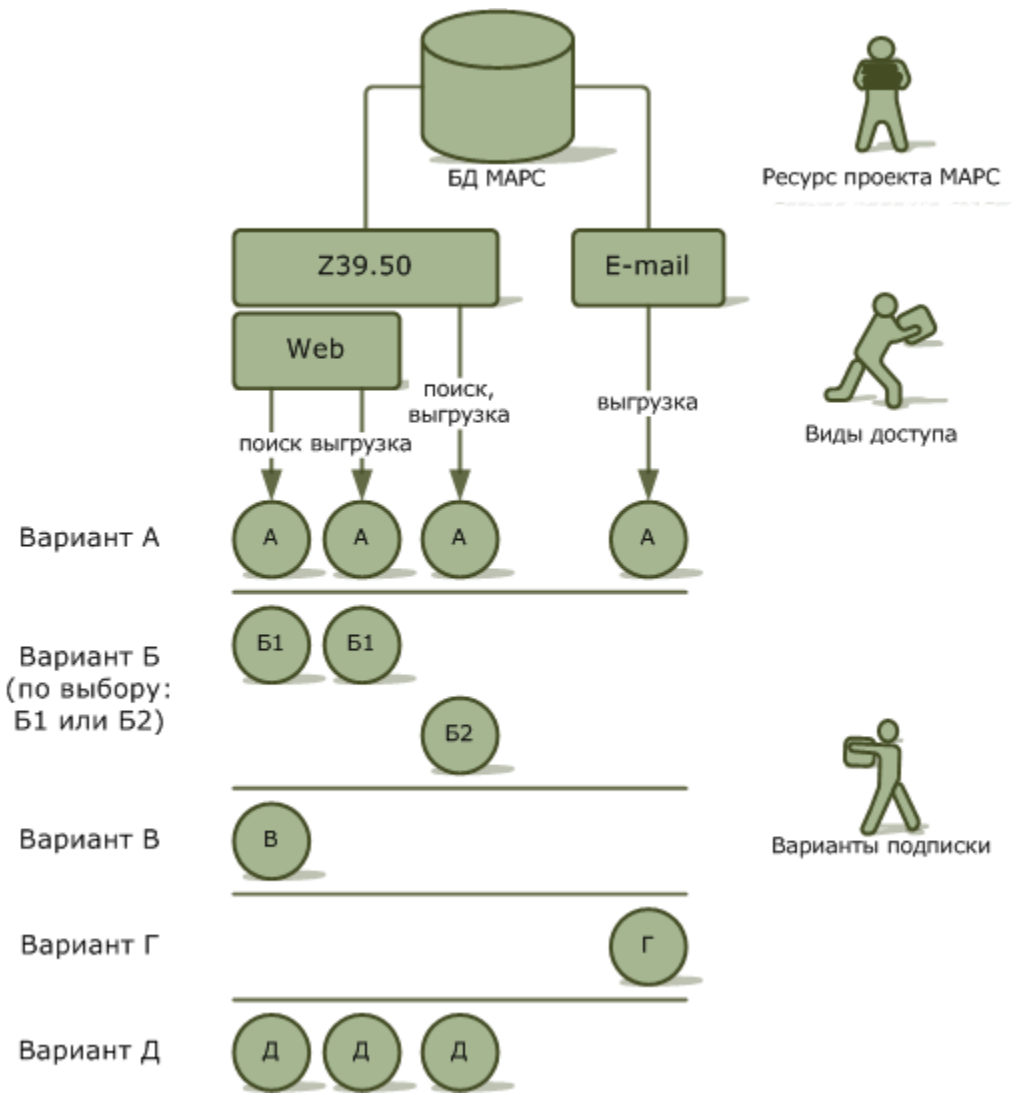 БД МАРС
Ресурс проекта МАРС
Z39.50
E-mail
Web
поиск,
выгрузка
выгрузка
поиск выгрузка
Виды доступа
Вариант А
А А А А
Вариант Б
(по выбору:
Б1 или Б2)
Б1 Б1
Б2
Вариант В
В
Варианты подписки
Вариант Г
Г
Вариант Д
Д Д Д